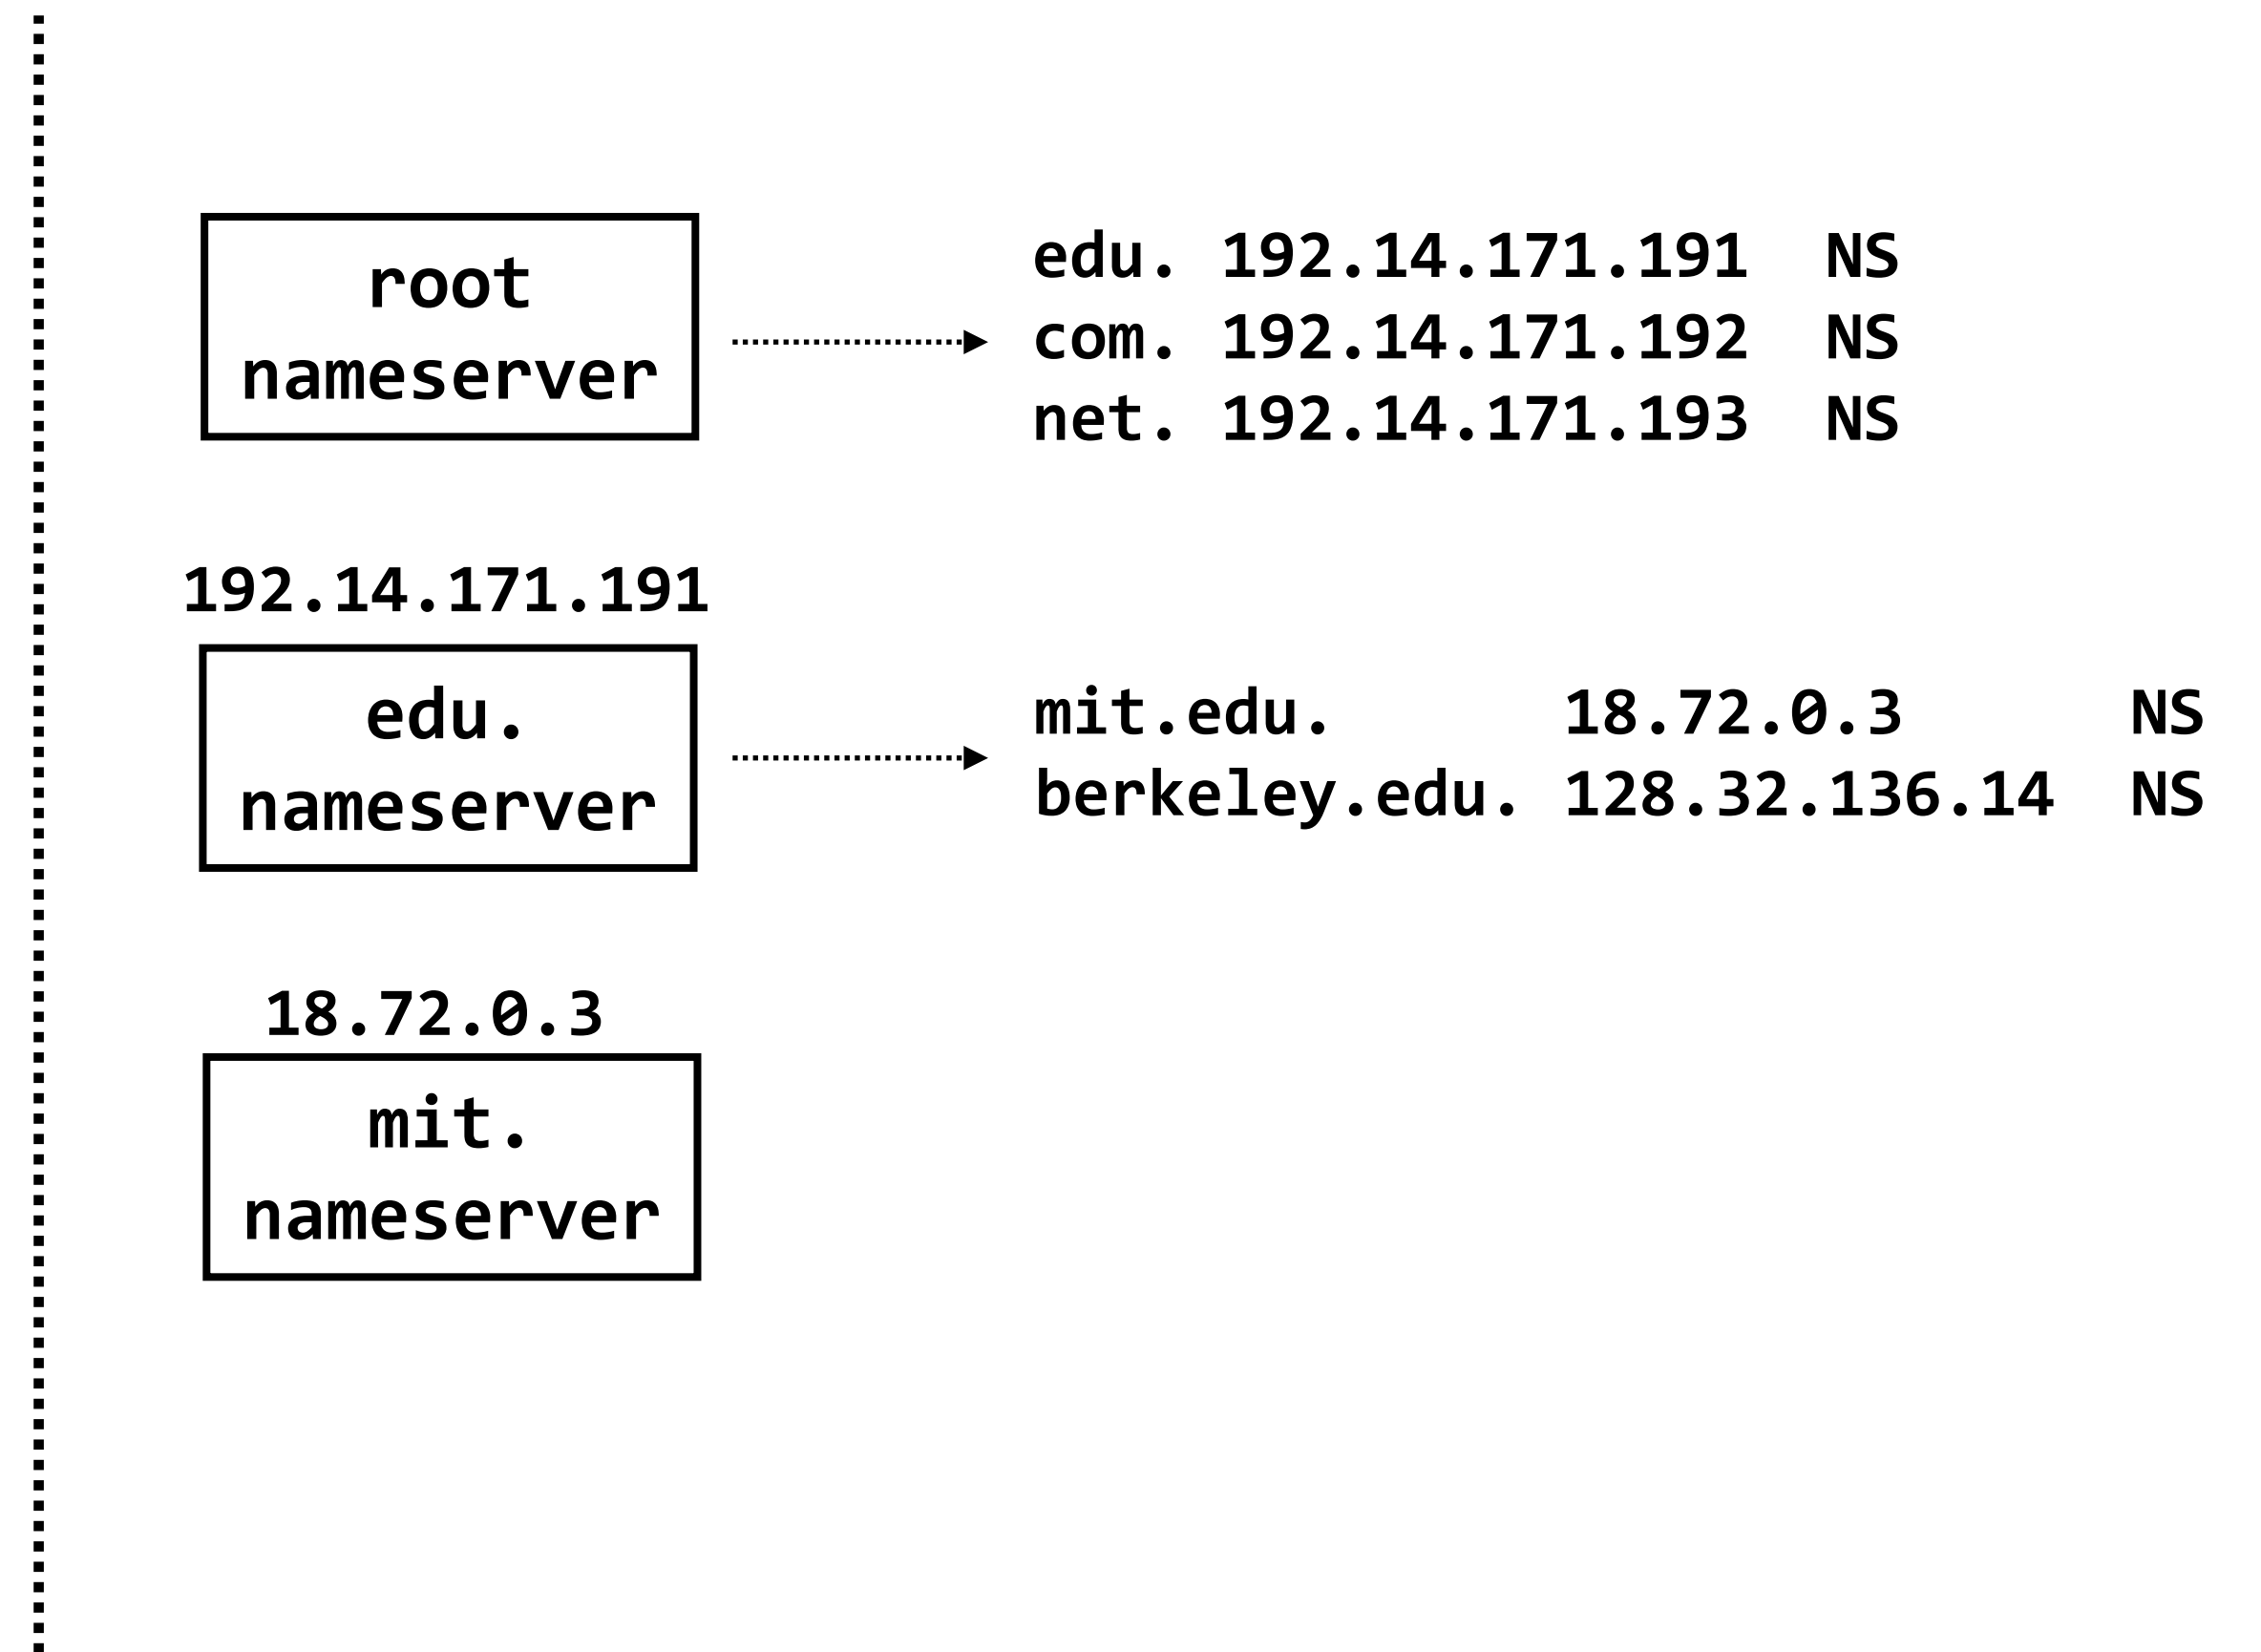 root
nameserver
edu. 192.14.171.191 NS
com. 192.14.171.192 NS
net. 192.14.171.193 NS
192.14.171.191
edu.
nameserver
mit.edu. 18.72.0.3 NS
berkeley.edu. 128.32.136.14 NS
18.72.0.3
mit.
nameserver